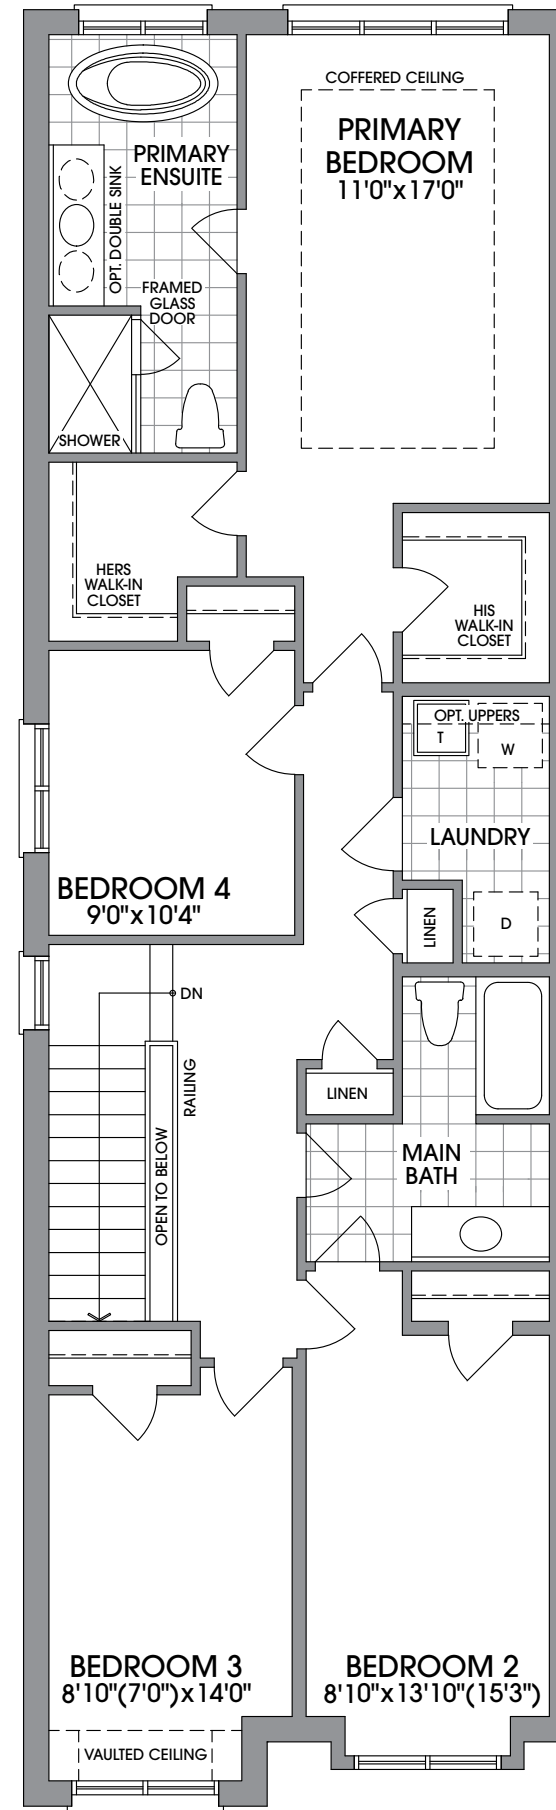 COFFERED CEILING
PRIMARY
BEDROOM
11'0"x17'0"
PRIMARY
ENSUITE
OPT. DOUBLE SINK
FRAMED
GLASS
DOOR
SHOWER
HERS
WALK-IN
CLOSET
HIS
WALK-IN
CLOSET
OPT. UPPERS
T
W
LAUNDRY
BEDROOM 4
9'0"x10'4"
LINEN
D
DN
RAILING
OPEN TO BELOW
LINEN
MAIN
BATH
BEDROOM 3
8'10"(7'0")x14'0"
VAULTED CEILING
BEDROOM 2
8'10"x13'10"(15'3")